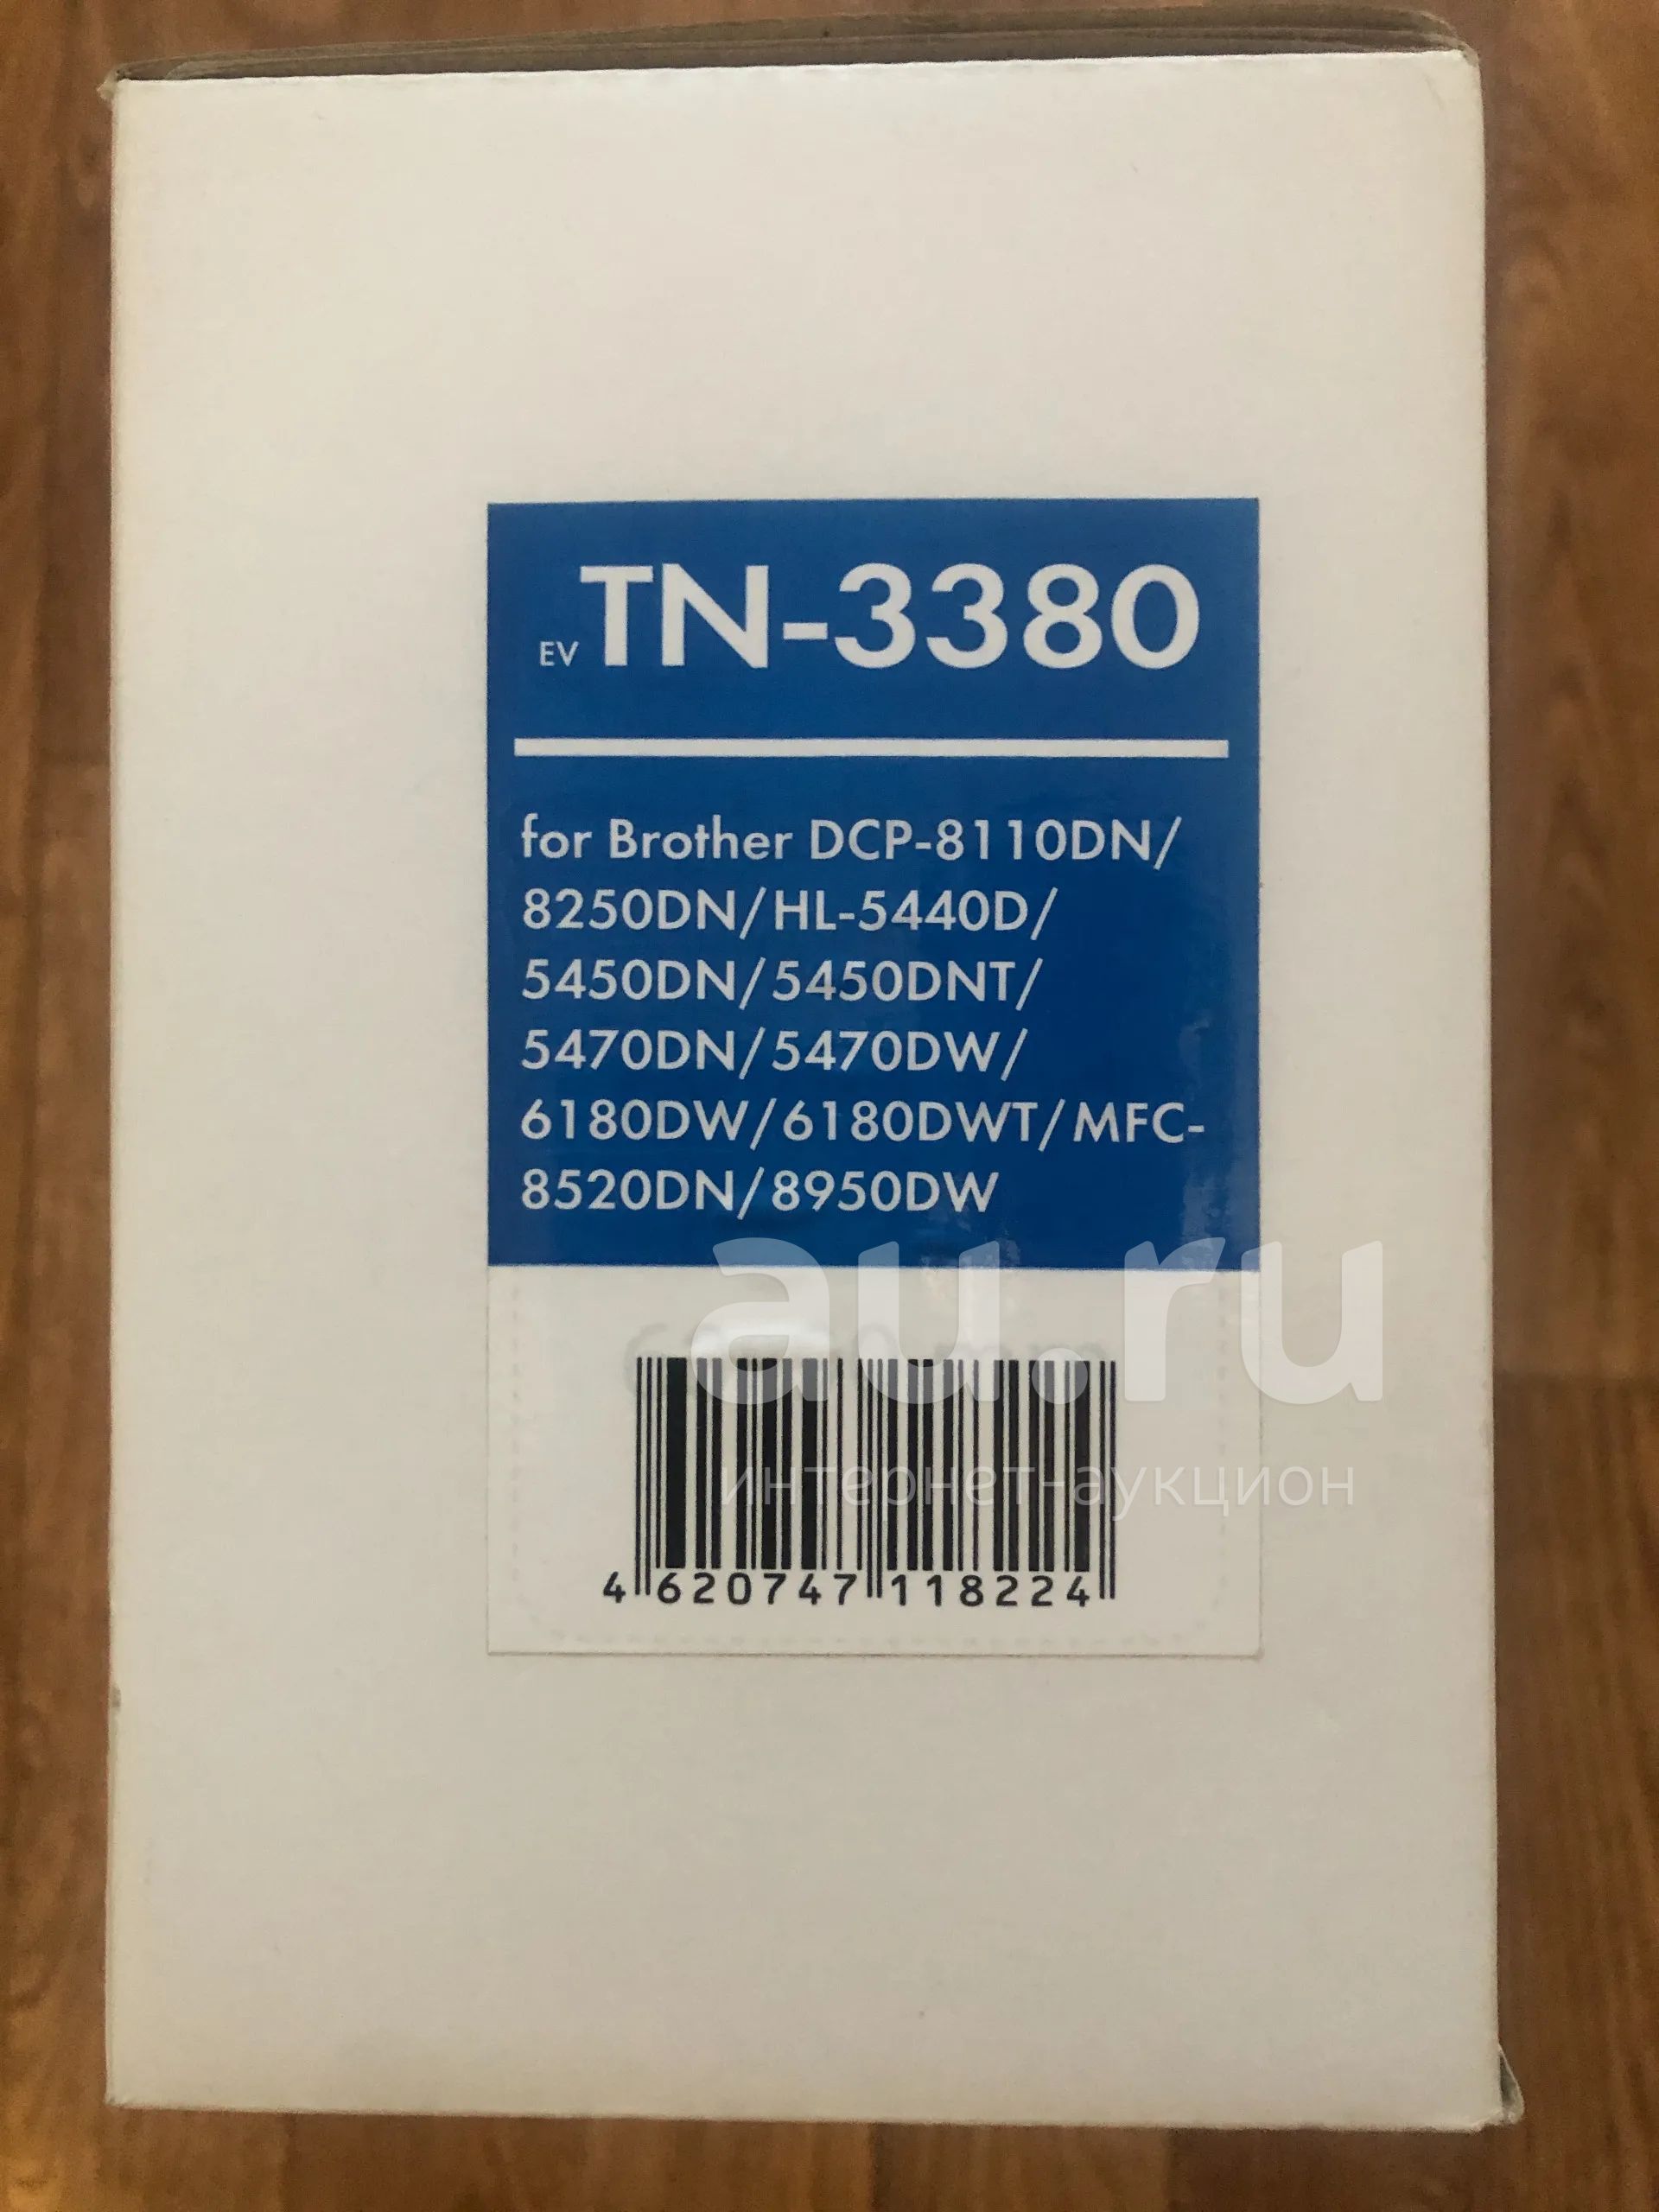 EV TN-3380
for Brother DCP-8110DN/
8250DN/HL-5440D/
5450DN/5450DNT/
5470DN/5470DW/
6180DW/6180DWT/MFC-
8520DN/8950DW
au.ru
интернет-аукцион
4 620747 118224